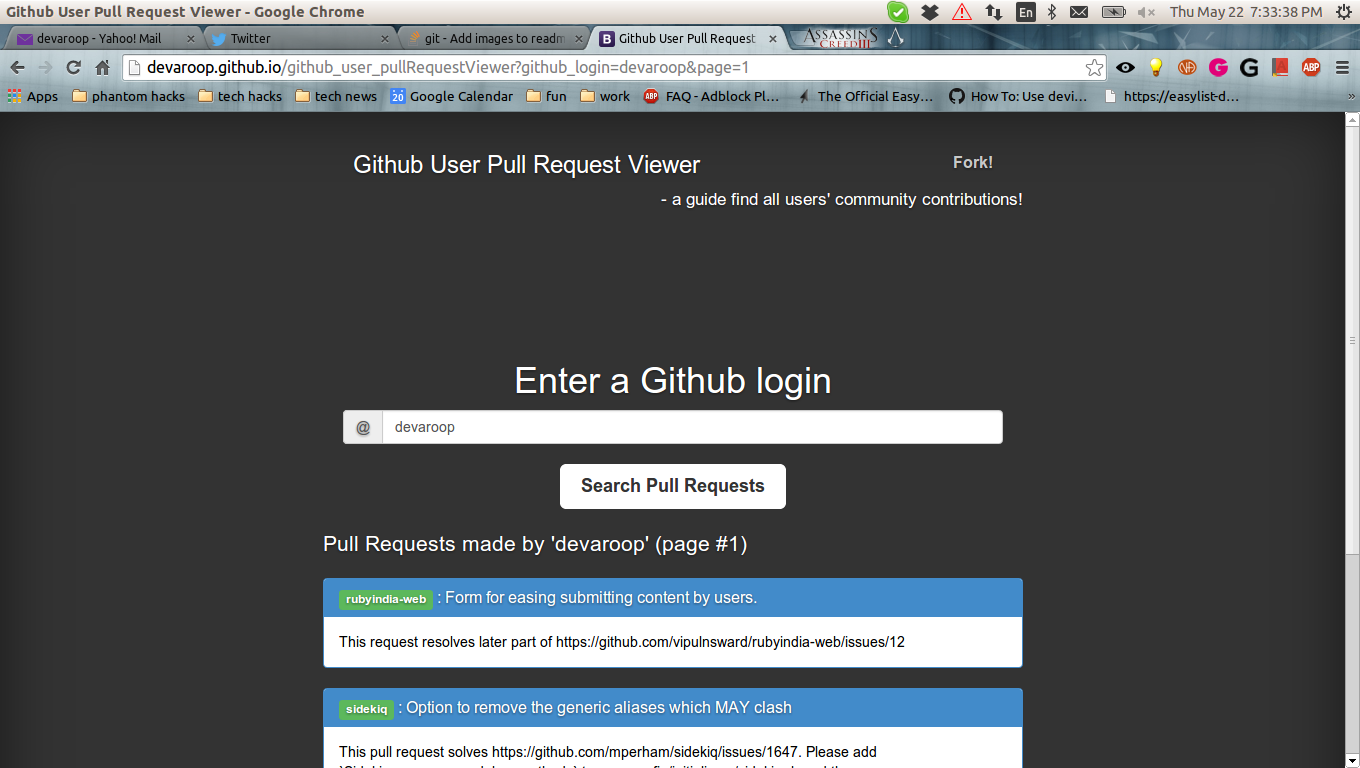 Github User Pull Request Viewer - Google Chrome
En
Thu May 22 7:33:38 PM
devaroop - Yahoo! Mail
Twitter
git - Add images to readm
Github User Pull Request
ASSASSIN'S CREED III
devaroop.github.io/github_user_pullRequestViewer?github_login=devaroop&page=1
G
G
ABP
Apps
phantom hacks
tech hacks
tech news
20
Google Calendar
fun
work
ABP
FAQ - Adblock Pl...
The Official Easy...
How To: Use devi...
https://easylist-d...
»
Github User Pull Request Viewer
Fork!
- a guide find all users' community contributions!
Enter a Github login
@
devaroop
Search Pull Requests
Pull Requests made by 'devaroop' (page #1)
rubyindia-web : Form for easing submitting content by users.
This request resolves later part of https://github.com/vipulnsward/rubyindia-web/issues/12
sidekiq : Option to remove the generic aliases which MAY clash
This pull request solves https://github.com/mperham/sidekiq/issues/1647. Please add